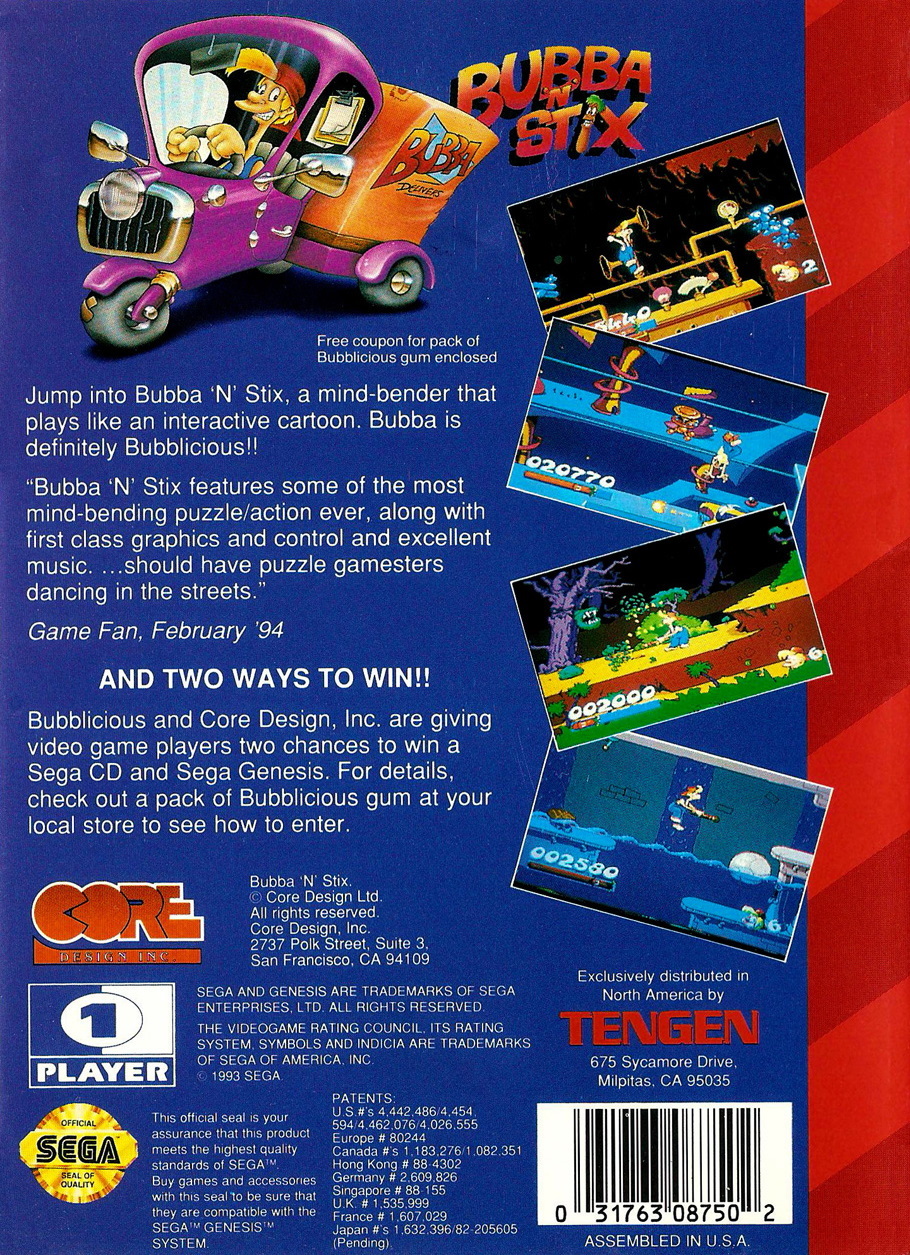 BUBBA
'N'
STIX
BUBBA
DELIVERS
2
Free coupon for pack of
Bubblicious gum enclosed
Jump into Bubba ‘N’ Stix, a mind-bender that
plays like an interactive cartoon. Bubba is
definitely Bubblicious!!
020770
“Bubba ‘N’ Stix features some of the most
mind-bending puzzle/action ever, along with
first class graphics and control and excellent
music. ...should have puzzle gamesters
dancing in the streets.”
Game Fan, February ’94
6
002000
AND TWO WAYS TO WIN!!
Bubblicious and Core Design, Inc. are giving
video game players two chances to win a
Sega CD and Sega Genesis. For details,
check out a pack of Bubblicious gum at your
local store to see how to enter.
002580
6
CORE
DESIGN INC.
Bubba ‘N’ Stix.
© Core Design Ltd.
All rights reserved.
Core Design, Inc.
2737 Polk Street, Suite 3,
San Francisco, CA 94109
Exclusively distributed in
North America by
TENGEN
675 Sycamore Drive,
Milpitas, CA 95035
1
PLAYER
SEGA AND GENESIS ARE TRADEMARKS OF SEGA
ENTERPRISES, LTD. ALL RIGHTS RESERVED.
THE VIDEOGAME RATING COUNCIL, ITS RATING
SYSTEM, SYMBOLS AND INDICIA ARE TRADEMARKS
OF SEGA OF AMERICA, INC.
© 1993 SEGA.
OFFICIAL
SEGA
SEAL OF
QUALITY
This official seal is your
assurance that this product
meets the highest quality
standards of SEGA™
Buy games and accessories
with this seal to be sure that
they are compatible with the
SEGA™ GENESIS™
SYSTEM.
PATENTS:
U.S.#'s 4,442,486/4,454,
594/4,462,076/4,026,555
Europe # 80244
Canada #'s 1,183,276/1,082,351
Hong Kong # 88-4302
Germany # 2,609,826
Singapore # 88-155
U.K. # 1,535,999
France # 1,607,029
Japan #'s 1,632,396/82-205605
(Pending)
0 31763 08750 2
ASSEMBLED IN U.S.A.